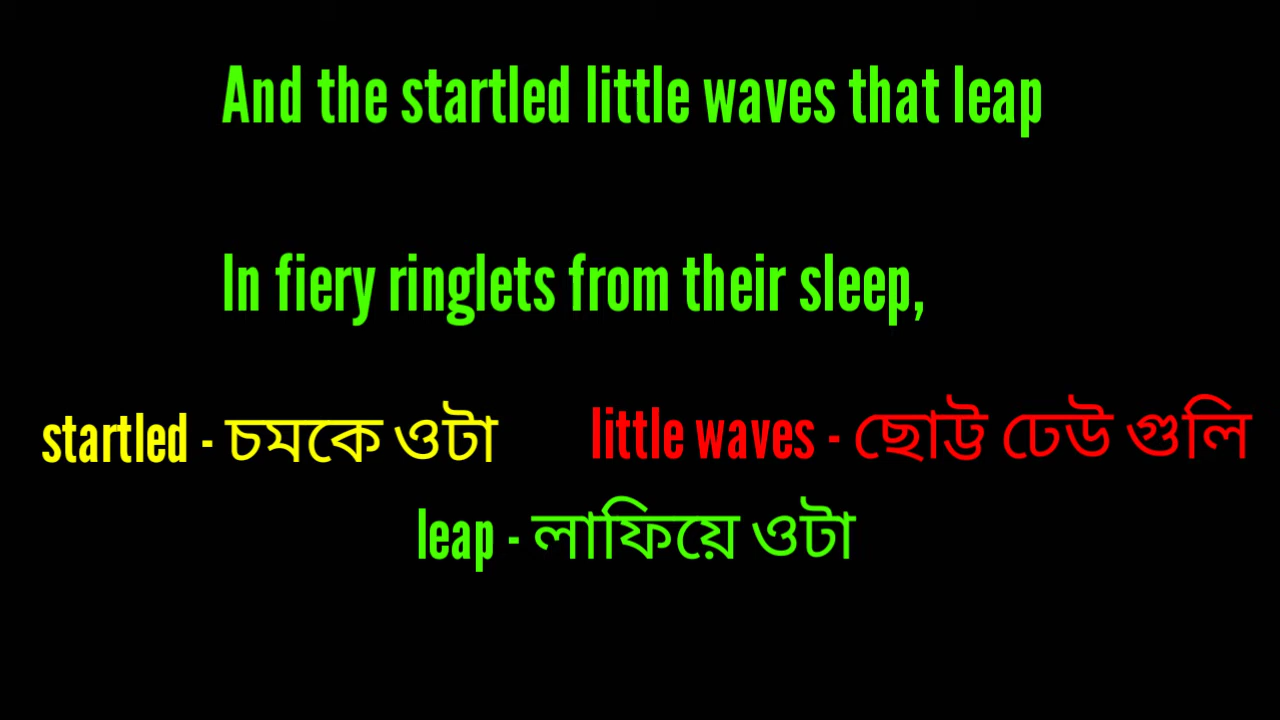 And the startled little waves that leap
In fiery ringlets from their sleep,
startled - চমকে ওটা little waves - ছোট্ট ঢেউ গুলি
leap - লাফিয়ে ওটা